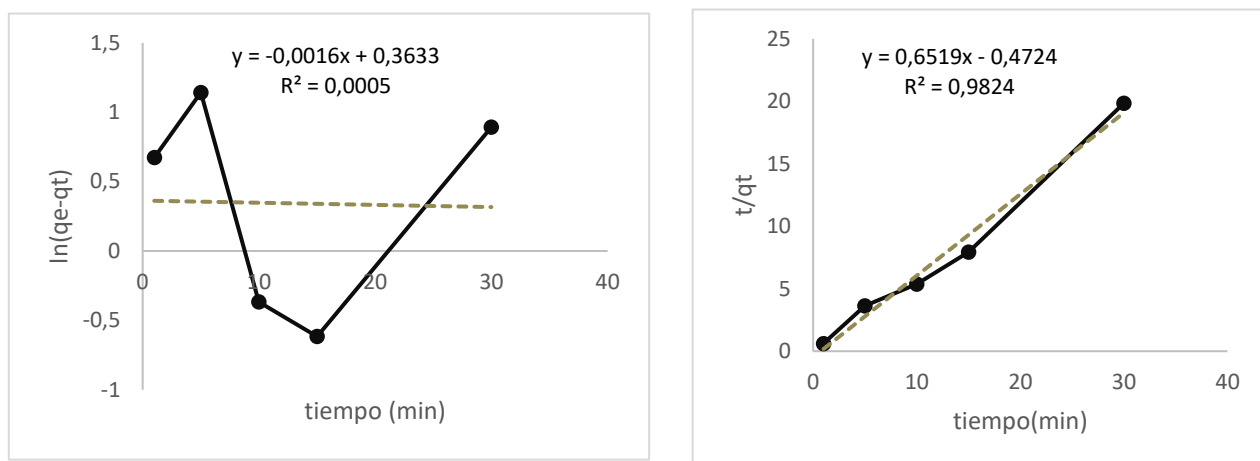 y = -0,0016x + 0,3633
R² = 0,0005
1,5
1
0,5
0
-0,5
-1
ln(qe-qt)
0
10
20
30
40
tiempo (min)
y = 0,6519x - 0,4724
R² = 0,9824
25
20
15
10
5
0
t/qt
0
10
20
30
40
tiempo(min)